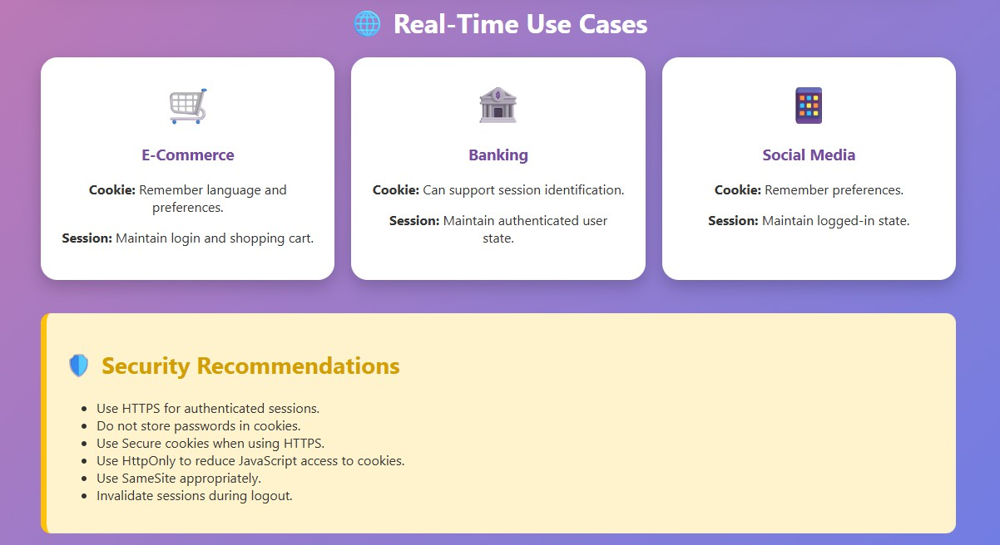 Real-Time Use Cases
E-Commerce
Cookie: Remember language and
preferences.
Session: Maintain login and shopping cart.
Banking
Cookie: Can support session identification.
Session: Maintain authenticated user
state.
Social Media
Cookie: Remember preferences.
Session: Maintain logged-in state.
Security Recommendations
• Use HTTPS for authenticated sessions.
• Do not store passwords in cookies.
• Use Secure cookies when using HTTPS.
• Use HttpOnly to reduce JavaScript access to cookies.
• Use SameSite appropriately.
• Invalidate sessions during logout.